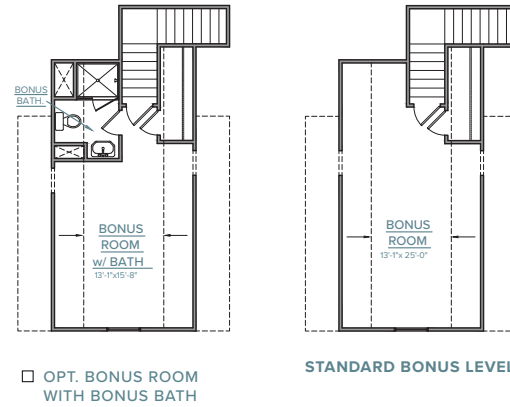 BONUS
BATH.
BONUS
ROOM
w/ BATH
13'-1"x15'-8"
OPT. BONUS ROOM
WITH BONUS BATH
BONUS
ROOM
13'-1"x 25'-0"
STANDARD BONUS LEVEL